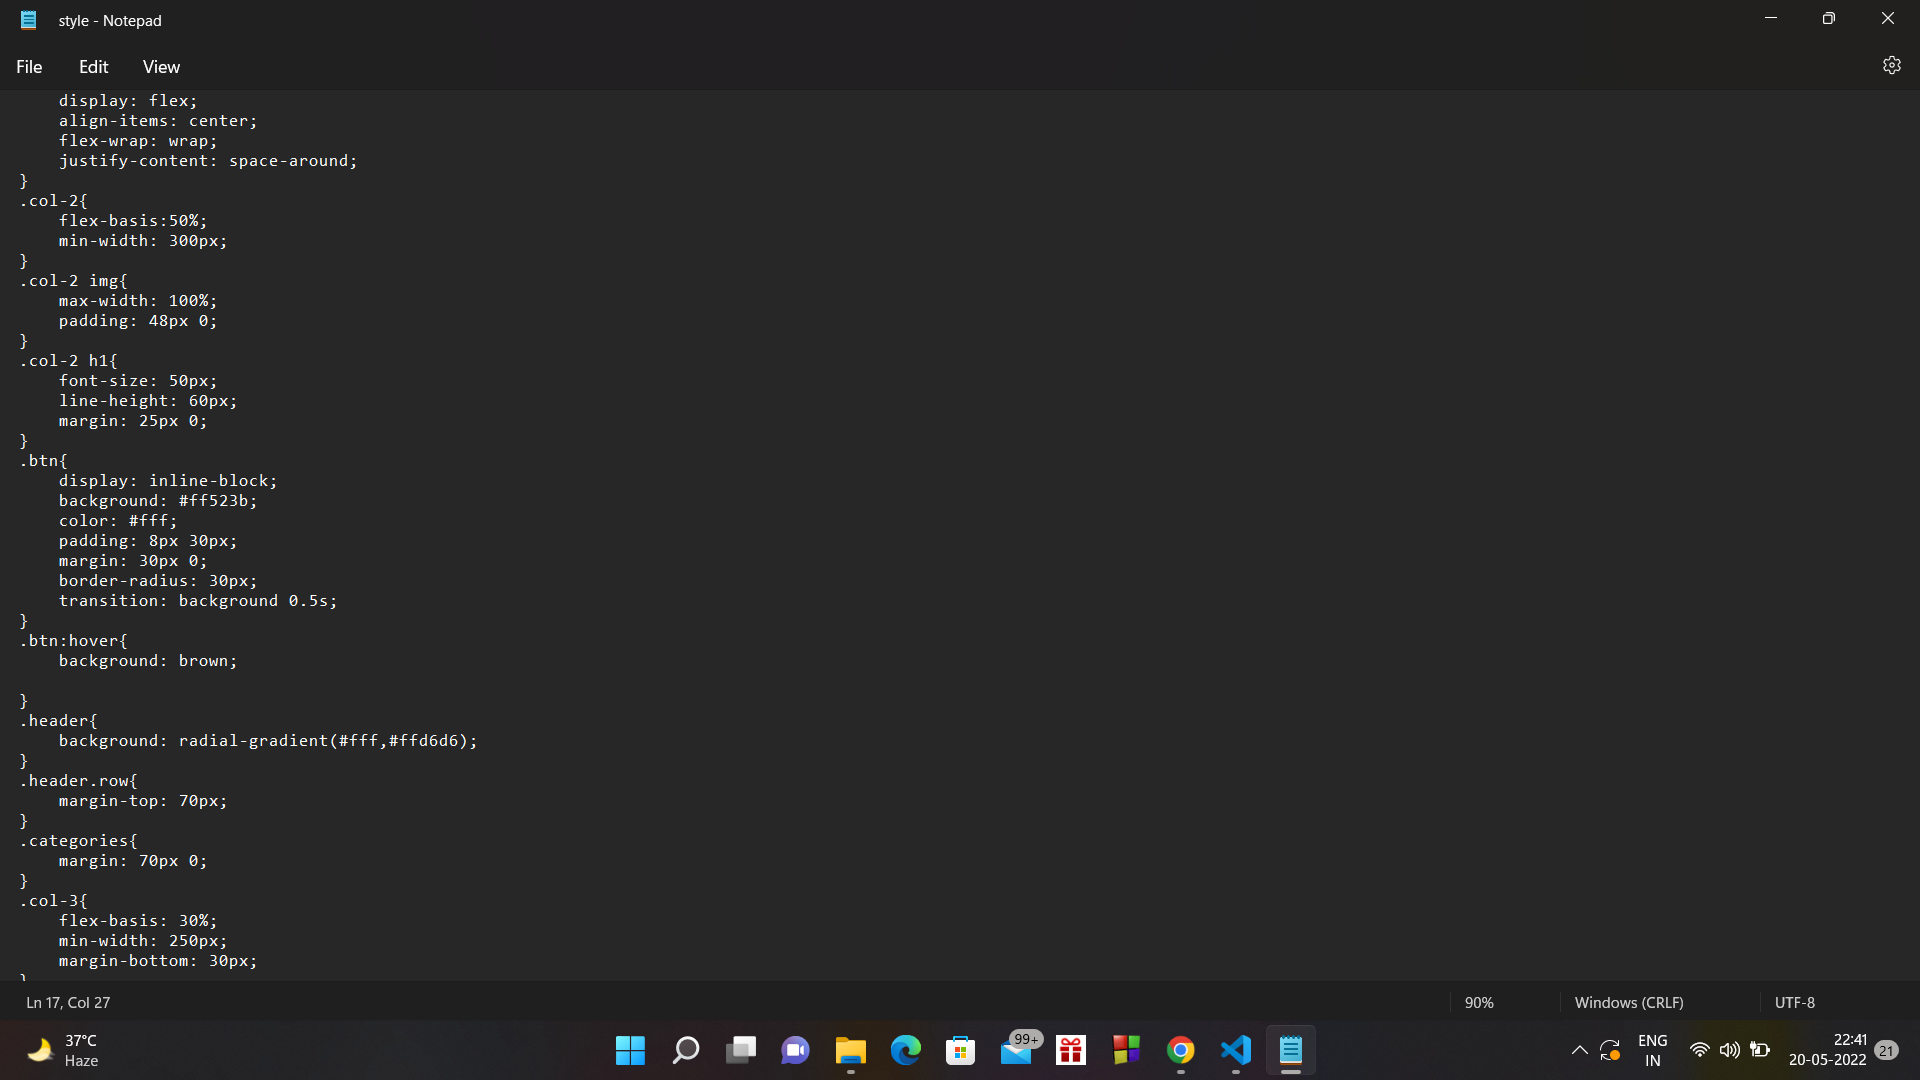 style - Notepad
File Edit View
display: flex;
align-items: center;
flex-wrap: wrap;
justify-content: space-around;
}
.col-2{
flex-basis:50%;
min-width: 300px;
}
.col-2 img{
max-width: 100%;
padding: 48px 0;
}
.col-2 h1{
font-size: 50px;
line-height: 60px;
margin: 25px 0;
}
.btn{
display: inline-block;
background: #ff523b;
color: #fff;
padding: 8px 30px;
margin: 30px 0;
border-radius: 30px;
transition: background 0.5s;
}
.btn:hover{
background: brown;
}
.header{
background: radial-gradient(#fff,#ffd6d6);
}
.header.row{
margin-top: 70px;
}
.categories{
margin: 70px 0;
}
.col-3{
flex-basis: 30%;
min-width: 250px;
margin-bottom: 30px;
}
Ln 17, Col 27 90% Windows (CRLF) UTF-8
37°C
Haze
99+
ENG
IN
22:41
20-05-2022
21